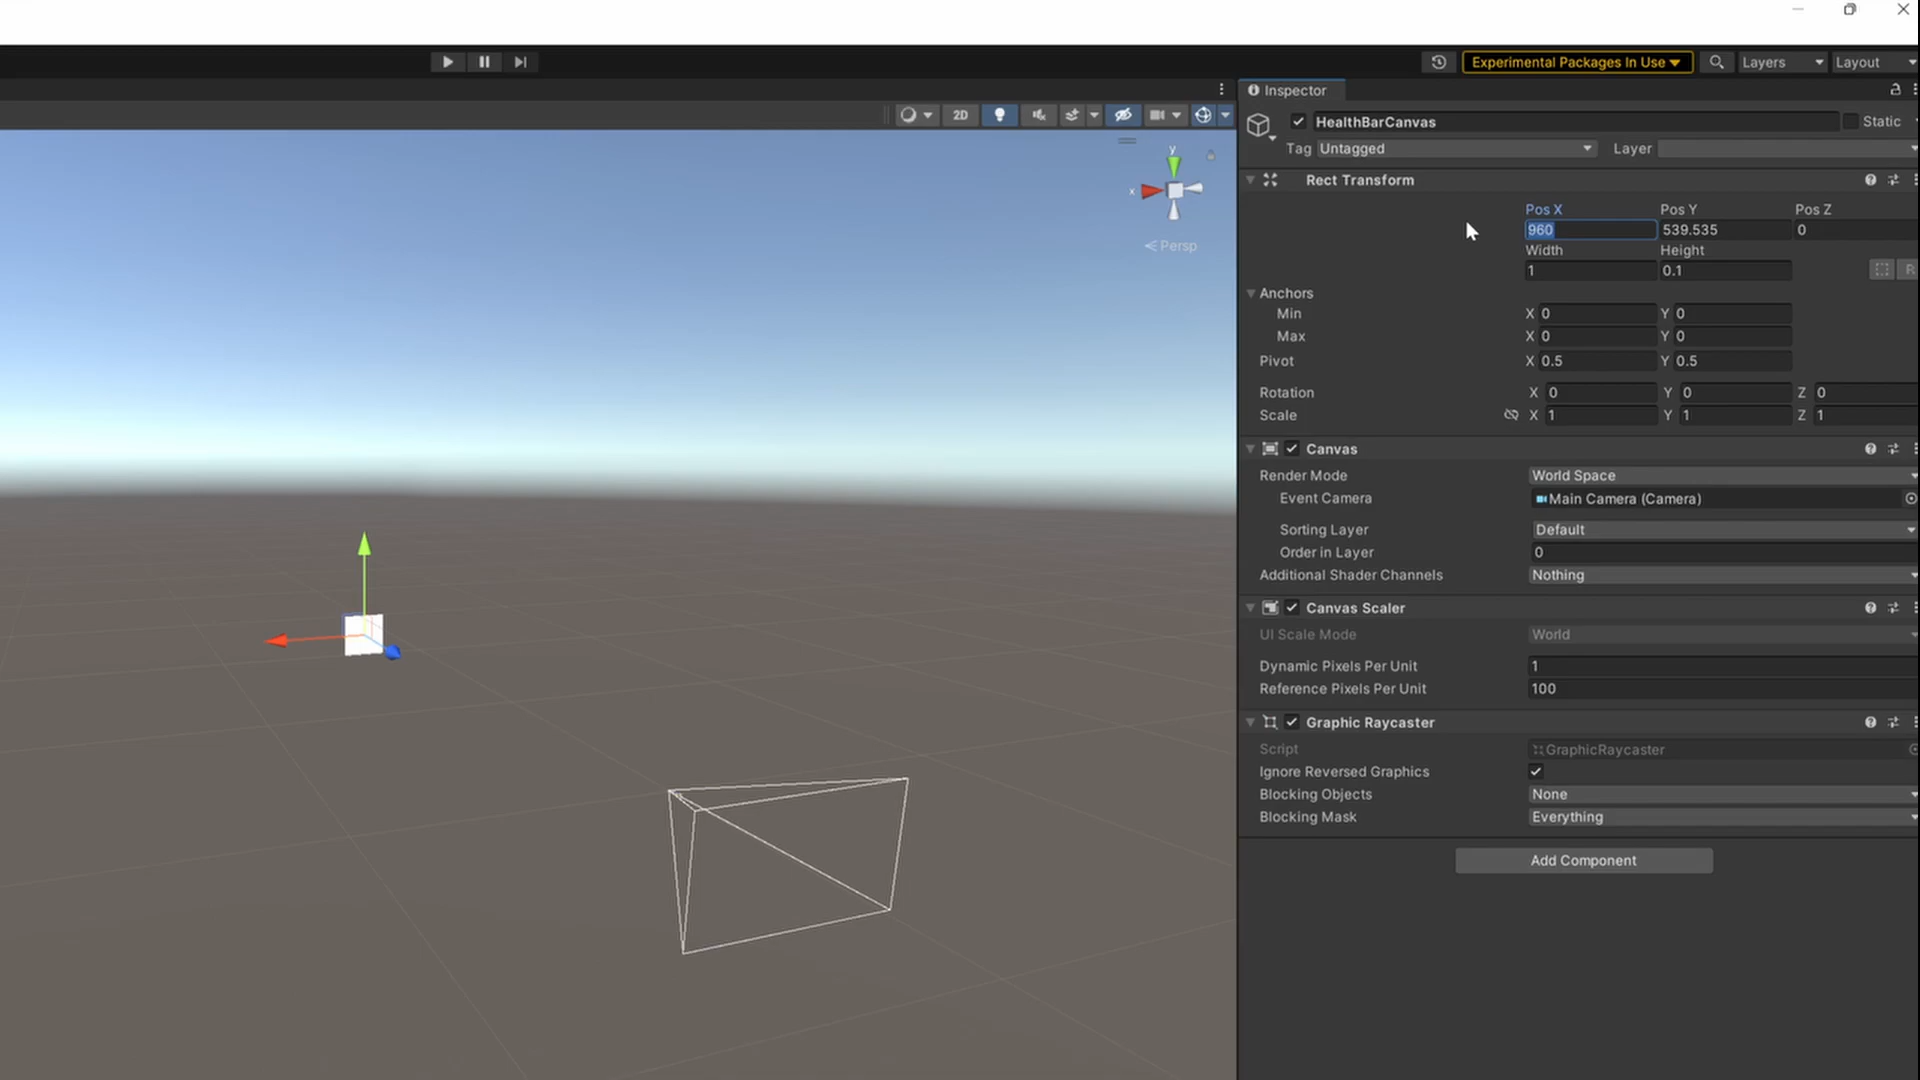 Experimental Packages In Use
Layers
Layout
Inspector
2D
HealthBarCanvas
Static
Tag Untagged
Layer
y
x
Persp
Rect Transform
Pos X Pos Y Pos Z
960 539.535 0
Width Height
1 0.1
R
Anchors
Min X 0 Y 0
Max X 0 Y 0
Pivot X 0.5 Y 0.5
Rotation X 0 Y 0 Z 0
Scale X 1 Y 1 Z 1
Canvas
Render Mode World Space
Event Camera Main Camera (Camera)
Sorting Layer Default
Order in Layer 0
Additional Shader Channels Nothing
Canvas Scaler
UI Scale Mode World
Dynamic Pixels Per Unit 1
Reference Pixels Per Unit 100
Graphic Raycaster
Script GraphicRaycaster
Ignore Reversed Graphics
Blocking Objects None
Blocking Mask Everything
Add Component